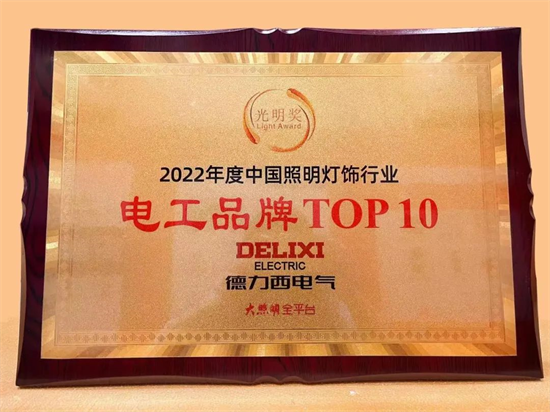 光明奖
Light Award
2022年度中国照明灯饰行业
电工品牌TOP 10
DELIXI
ELECTRIC
德力西电气
大照明全平台